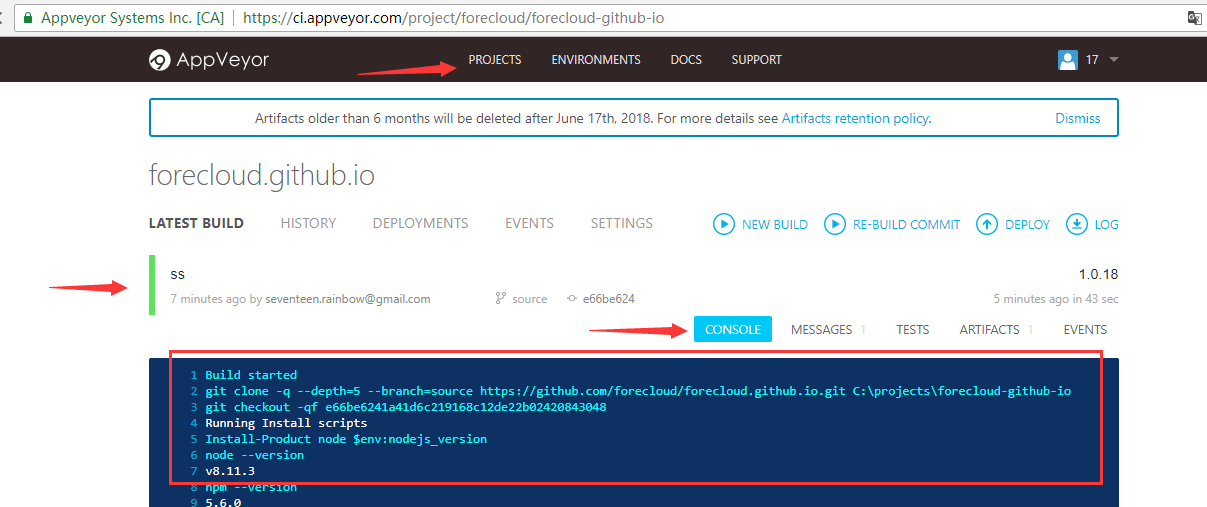 Appveyor Systems Inc. [CA] https://ci.appveyor.com/project/forecloud/forecloud-github-io
AppVeyor PROJECTS ENVIRONMENTS DOCS SUPPORT 17
Artifacts older than 6 months will be deleted after June 17th, 2018. For more details see Artifacts retention policy. Dismiss
forecloud.github.io
LATEST BUILD HISTORY DEPLOYMENTS EVENTS SETTINGS NEW BUILD RE-BUILD COMMIT DEPLOY LOG
ss 1.0.18
7 minutes ago by seventeen.rainbow@gmail.com source e66be624 5 minutes ago in 43 sec
CONSOLE MESSAGES 1 TESTS ARTIFACTS 1 EVENTS
1 Build started
2 git clone -q --depth=5 --branch=source https://github.com/forecloud/forecloud.github.io.git C:\projects\forecloud-github-io
3 git checkout -qf e66be6241a41d6c219168c12de22b02420843048
4 Running Install scripts
5 Install-Product node $env:nodejs_version
6 node --version
7 v8.11.3
8 npm --version
9 5.6.0